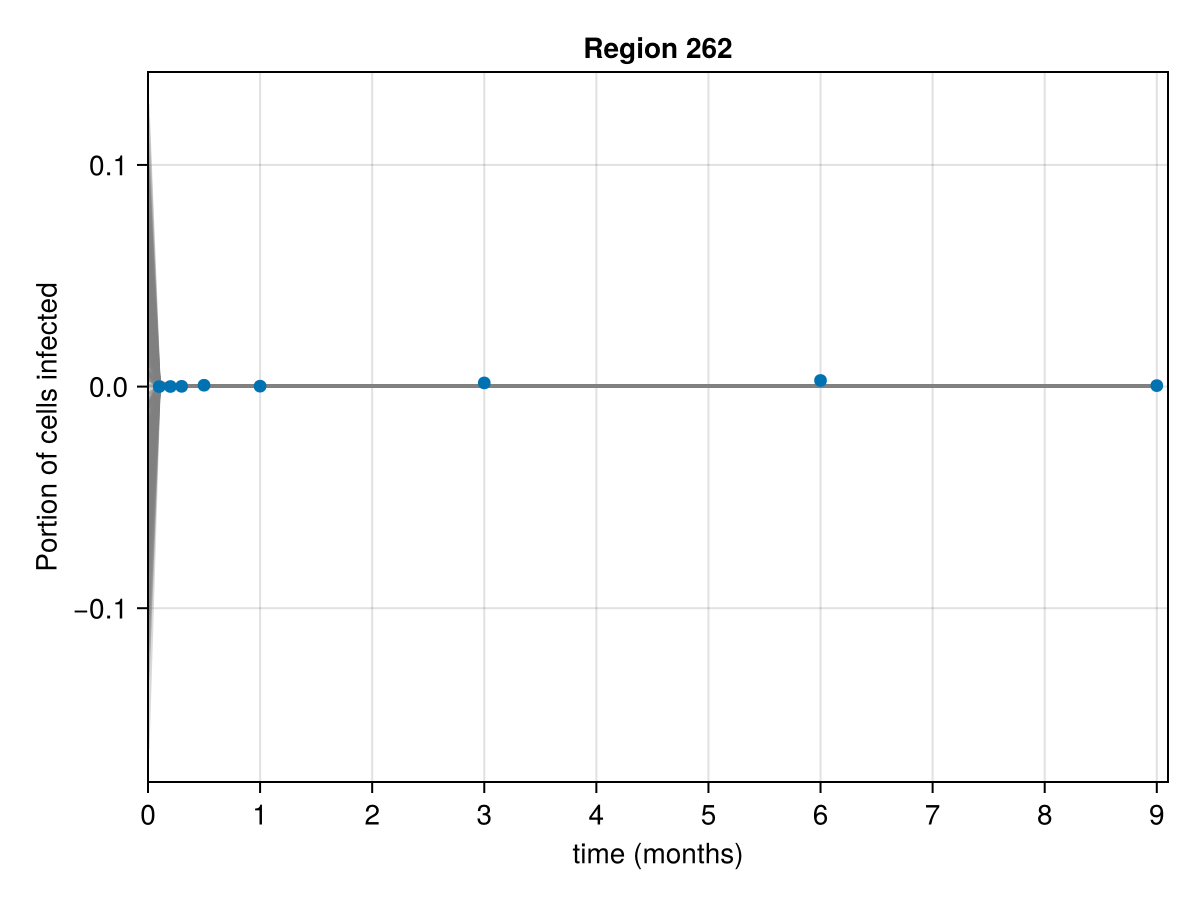 Region 262
Portion of cells infected
0.1
0.0
−0.1
0 1 2 3 4 5 6 7 8 9
time (months)